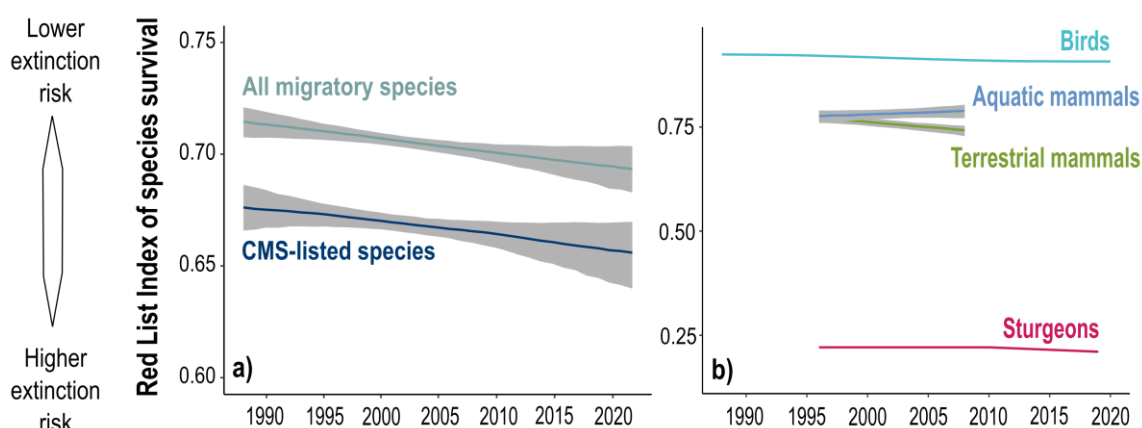 Lower
extinction
risk
Higher
extinction
risk
Red List Index of species survival
0.75
0.70
0.65
0.60
All migratory species
CMS-listed species
a)
1990 1995 2000 2005 2010 2015 2020
0.75
0.50
0.25
Birds
Aquatic mammals
Terrestrial mammals
Sturgeons
b)
1990 1995 2000 2005 2010 2015 2020